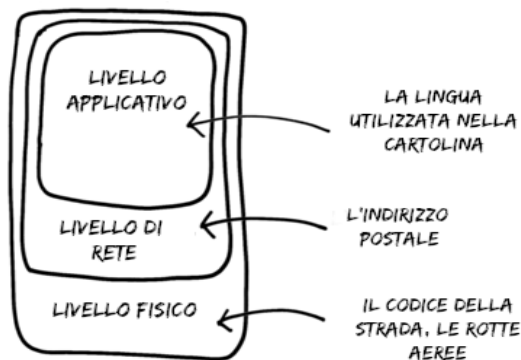 LIVELLO
APPLICATIVO
LA LINGUA
UTILIZZATA NELLA
CARTOLINA
LIVELLO DI
RETE
L'INDIRIZZO
POSTALE
LIVELLO FISICO
IL CODICE DELLA
STRADA, LE ROTTE
AEREE